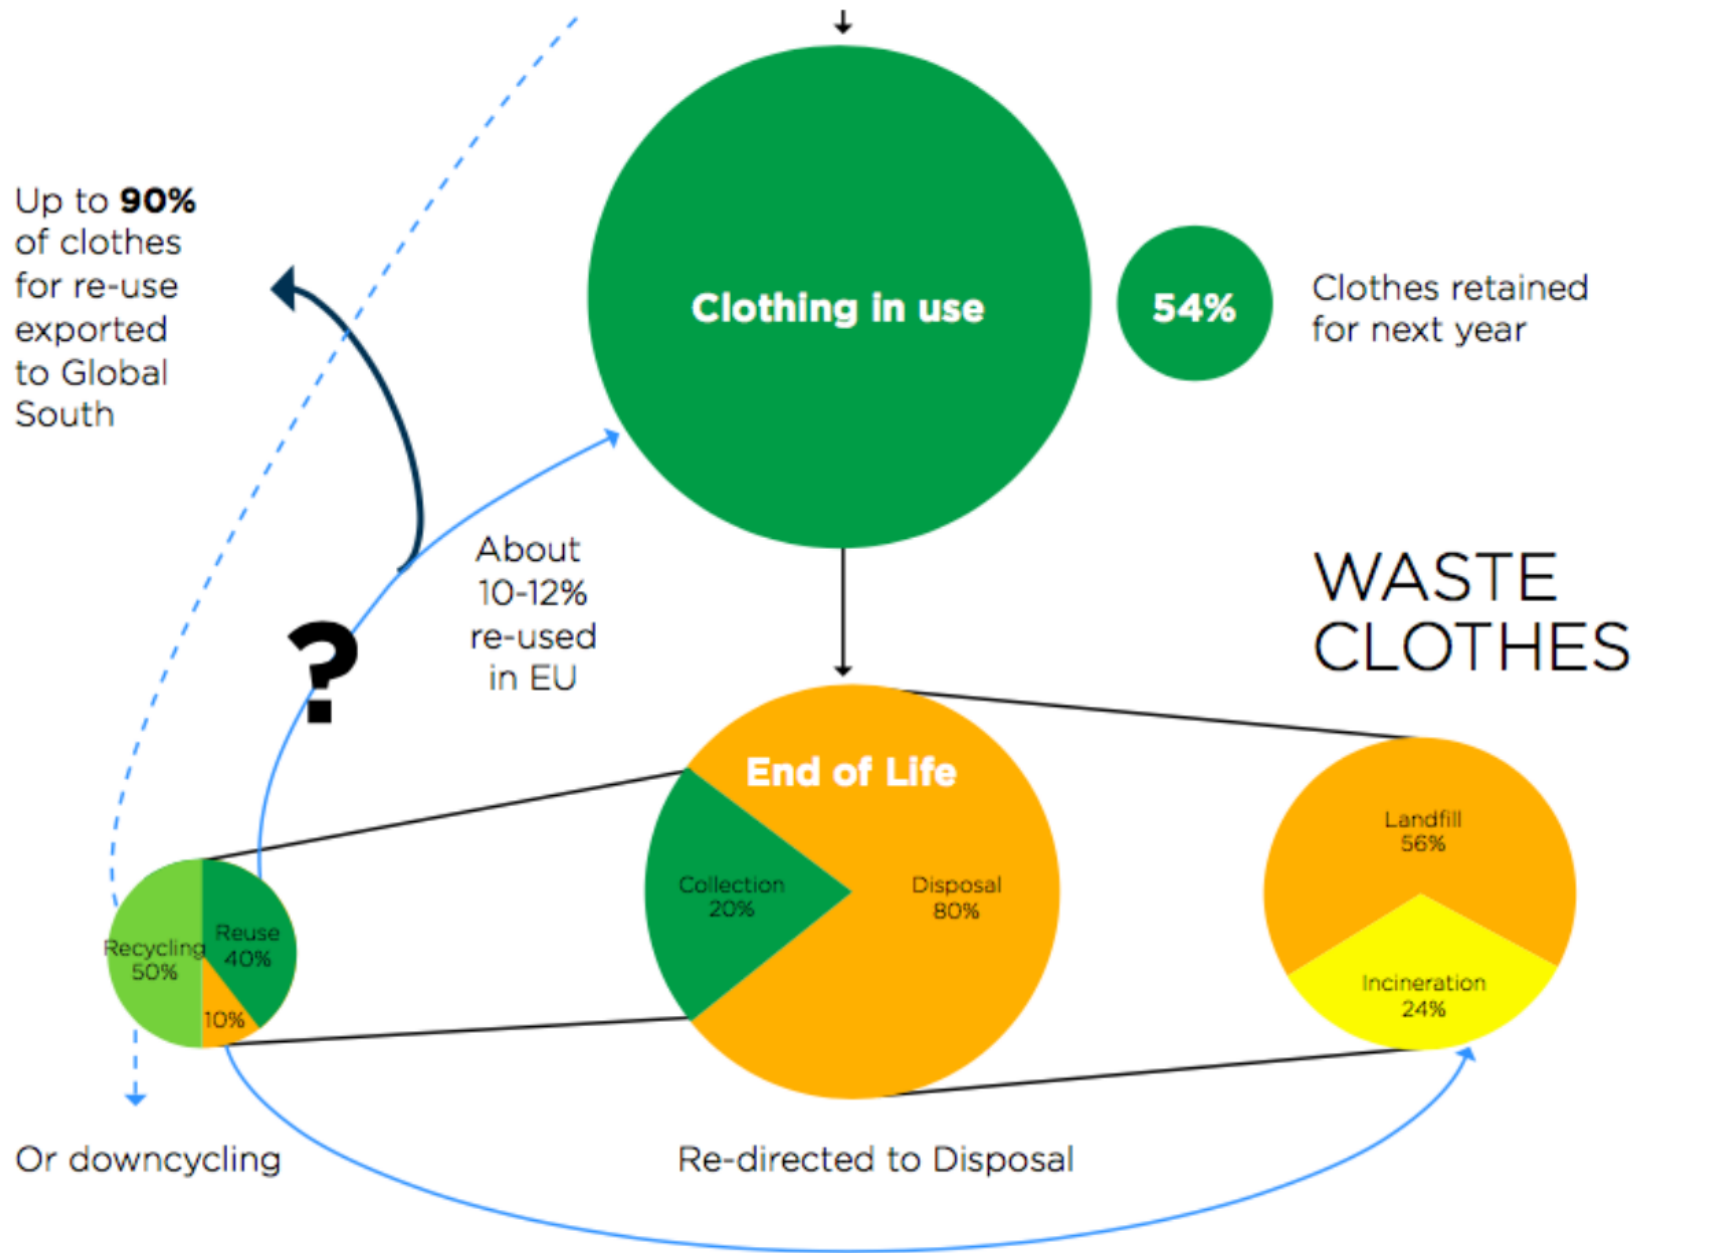 Up to 90%
of clothes
for re-use
exported
to Global
South
Clothing in use
54%
Clothes retained
for next year
About
10-12%
re-used
in EU
?
WASTE
CLOTHES
End of Life
Collection
20%
Disposal
80%
Landfill
56%
Incineration
24%
Recycling
50%
Reuse
40%
10%
Or downcycling
Re-directed to Disposal